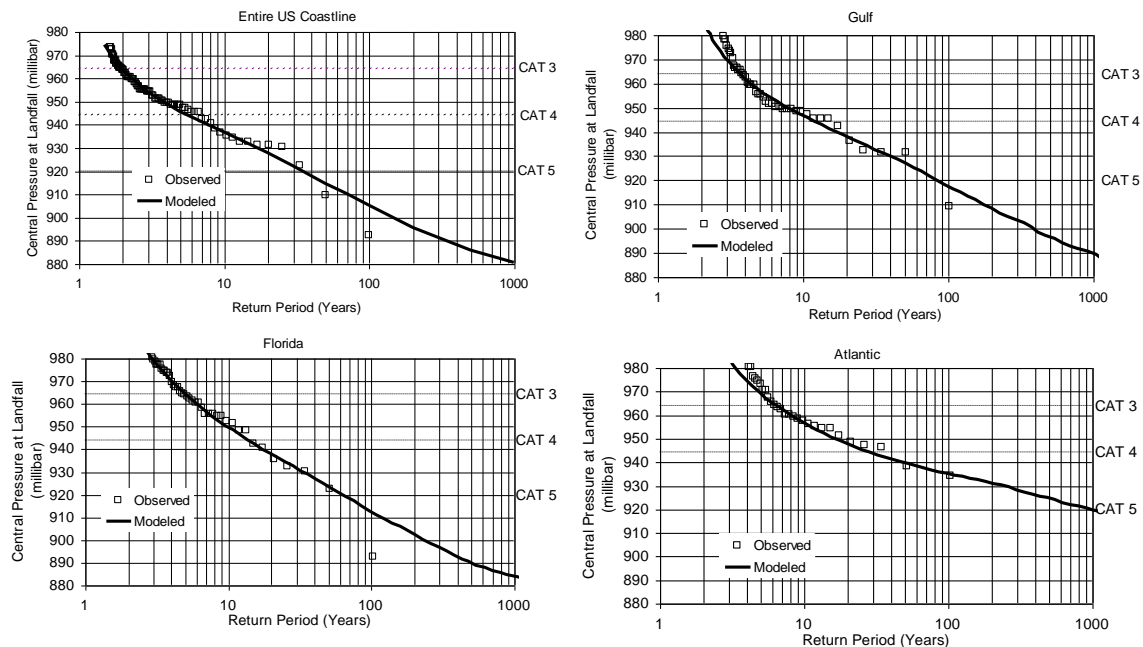 Entire US Coastline
Central Pressure at Landfall (millibar)
980
970
960
950
940
930
920
910
900
890
880
CAT 3
CAT 4
CAT 5
Observed
Modeled
1
10
100
1000
Return Period (Years)
Gulf
Central Pressure at Landfall
(millibar)
980
970
960
950
940
930
920
910
900
890
880
CAT 3
CAT 4
CAT 5
Observed
Modeled
1
10
100
1000
Return Period (Years)
Florida
Central Pressure at Landfall
(millibar)
980
970
960
950
940
930
920
910
900
890
880
CAT 3
CAT 4
CAT 5
Observed
Modeled
1
10
100
1000
Return Period (Years)
Atlantic
Central Pressure at Landfall
(millibar)
980
970
960
950
940
930
920
910
900
890
880
CAT 3
CAT 4
CAT 5
Observed
Modeled
1
10
100
1000
Return Period (Years)